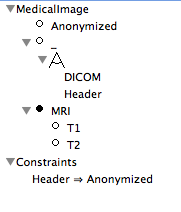 MedicalImage
Anonymized
_
DICOM
Header
MRI
T1
T2
Constraints
Header ⇒ Anonymized